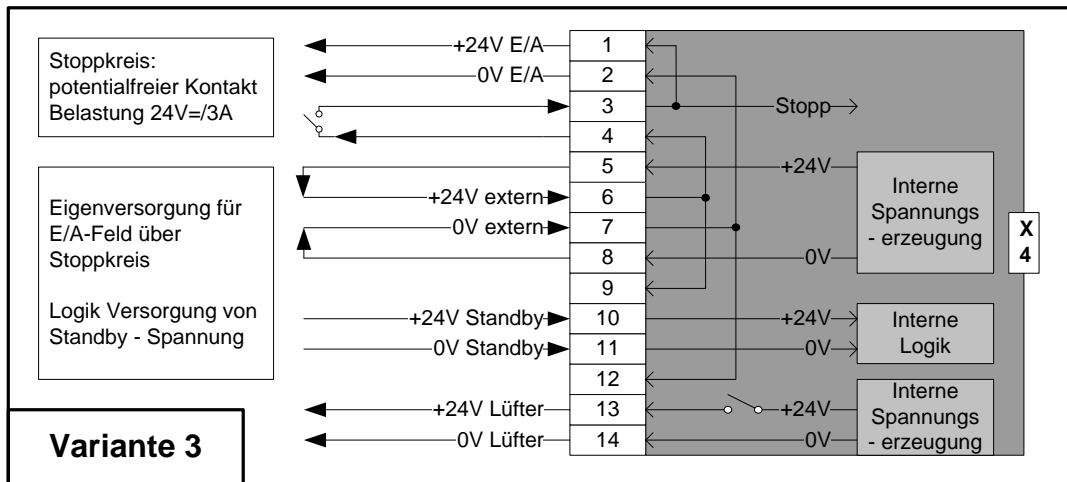 Stoppkreis:
potentialfreier Kontakt
Belastung 24V=/3A
Eigenversorgung für
E/A-Feld über
Stoppkreis
Logik Versorgung von
Standby - Spannung
Variante 3
+24V E/A
0V E/A
+24V extern
0V extern
+24V Standby
0V Standby
+24V Lüfter
0V Lüfter
1
2
3
4
5
6
7
8
9
10
11
12
13
14
Stopp
+24V
0V
+24V
0V
+24V
0V
Interne
Spannungs
- erzeugung
Interne
Logik
Interne
Spannungs
- erzeugung
X
4